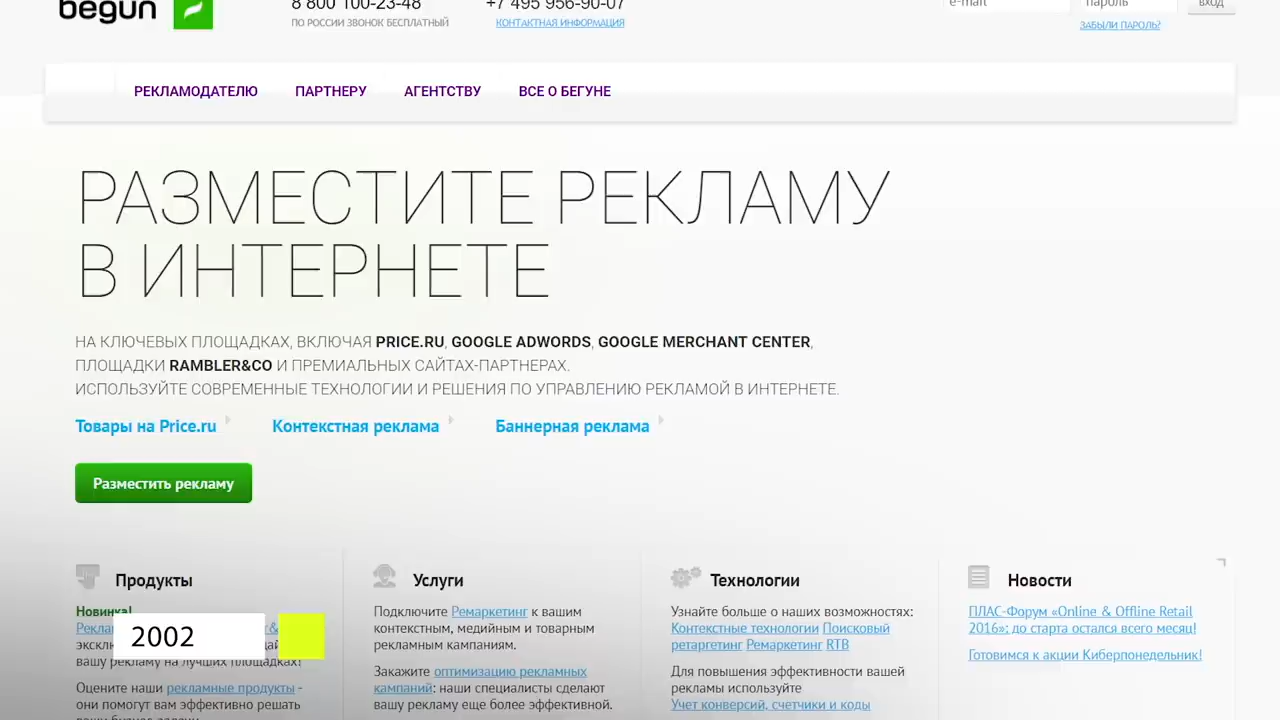 begun
8 800 100-23-48
+7 495 956-90-07
e-mail
пароль
вход
ПО РОССИИ ЗВОНОК БЕСПЛАТНЫЙ
КОНТАКТНАЯ ИНФОРМАЦИЯ
ЗАБЫЛИ ПАРОЛЬ?
РЕКЛАМОДАТЕЛЮ
ПАРТНЕРУ
АГЕНТСТВУ
ВСЕ О БЕГУНЕ
РАЗМЕСТИТЕ РЕКЛАМУ
В ИНТЕРНЕТЕ
НА КЛЮЧЕВЫХ ПЛОЩАДКАХ, ВКЛЮЧАЯ PRICE.RU, GOOGLE ADWORDS, GOOGLE MERCHANT CENTER,
ПЛОЩАДКИ RAMBLER&CO И ПРЕМИАЛЬНЫХ САЙТАХ-ПАРТНЕРАХ.
ИСПОЛЬЗУЙТЕ СОВРЕМЕННЫЕ ТЕХНОЛОГИИ И РЕШЕНИЯ ПО УПРАВЛЕНИЮ РЕКЛАМОЙ В ИНТЕРНЕТЕ.
Товары на Price.ru
Контекстная реклама
Баннерная реклама
Разместить рекламу
Продукты
Новинка!
2002
вашу рекламу на лучших площадках!
Оцените наши рекламные продукты -
они помогут вам эффективно решать
Услуги
Подключите Ремаркетинг к вашим
контекстным, медийным и товарным
рекламным кампаниям.
Закажите оптимизацию рекламных
кампаний: наши специалисты сделают
вашу рекламу еще более эффективной.
Технологии
Узнайте больше о наших возможностях:
Контекстные технологии Поисковый
ретаргетинг Ремаркетинг RTB
Для повышения эффективности вашей
рекламы используйте
Учет конверсий, счетчики и коды
Новости
ПЛАС-Форум «Online & Offline Retail
2016»: до старта остался всего месяц!
Готовимся к акции Киберпонедельник!